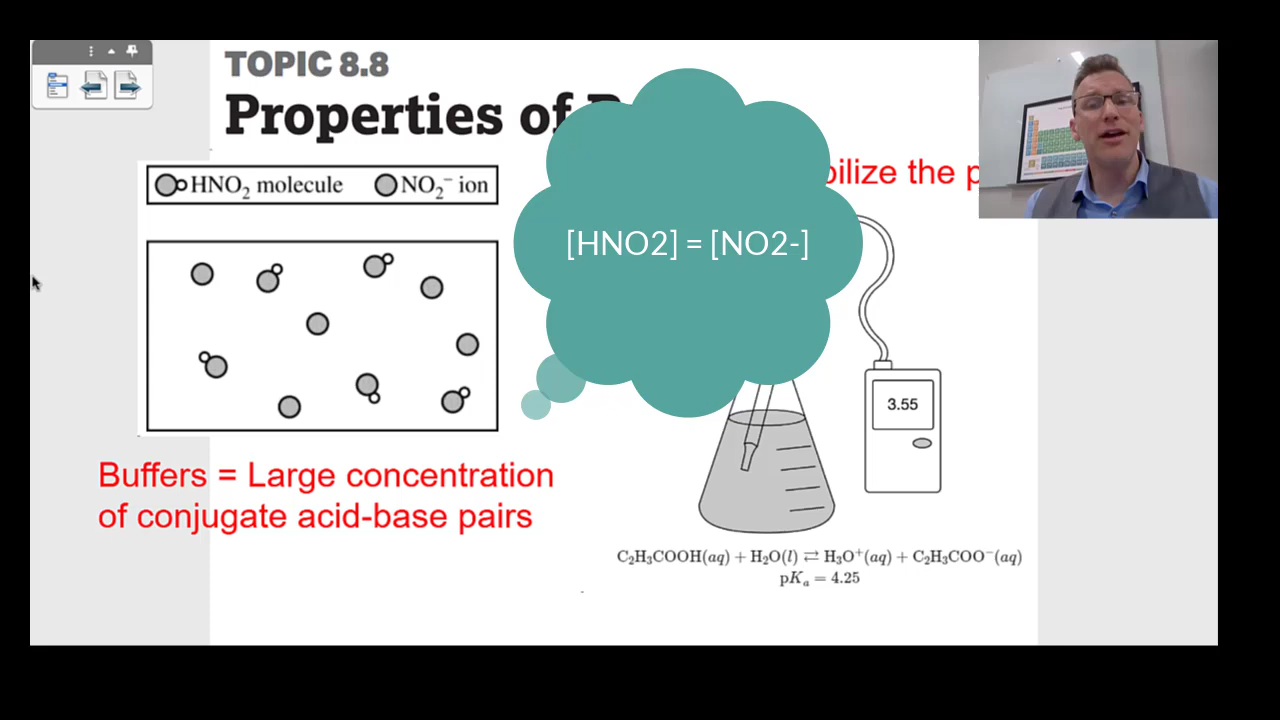 TOPIC 8.8
Properties of
HNO₂ molecule NO₂⁻ ion
the
[HNO2] = [NO2-]
3.55
Buffers = Large concentration
of conjugate acid-base pairs
C₂H₃COOH(aq) + H₂O(l) ⇄ H₃O⁺(aq) + C₂H₃COO⁻(aq)
pKₐ = 4.25